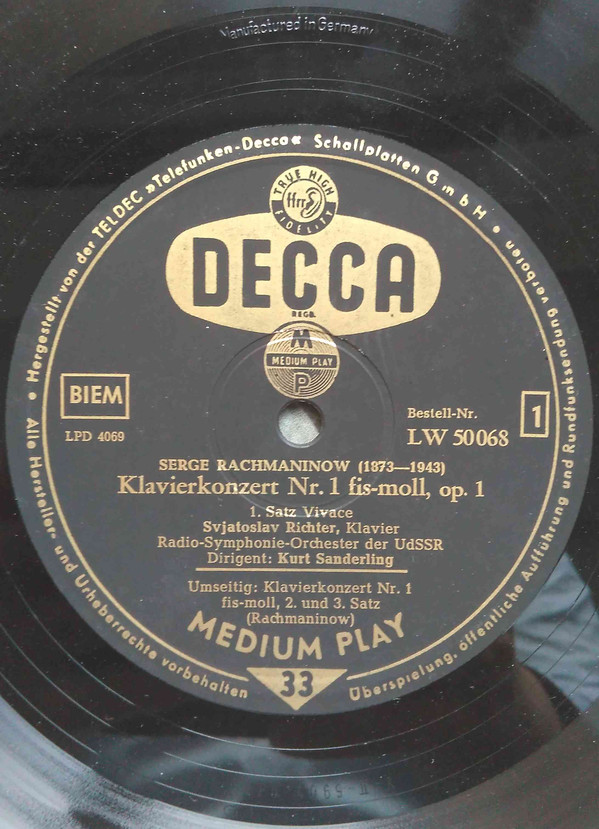 Manufactured in Germany
Hergestellt von der TELDEC »Telefunken-Decca« Schallplatten GmbH •
TRUE HIGH
ffrr
FIDELITY
DECCA
REGD.
M
MEDIUM PLAY
P
BIEM
LPD 4069
Bestell-Nr.
LW 50068
1
SERGE RACHMANINOW (1873—1943)
Klavierkonzert Nr. 1 fis-moll, op. 1
1. Satz Vivace
Svjatoslav Richter, Klavier
Radio-Symphonie-Orchester der UdSSR
Dirigent: Kurt Sanderling
Umseitig: Klavierkonzert Nr. 1
fis-moll, 2. und 3. Satz
(Rachmaninow)
MEDIUM PLAY
33
• Alle Hersteller- und Urheberrechte vorbehalten
Überspielung, öffentliche Aufführung und Rundfunksendung verboten